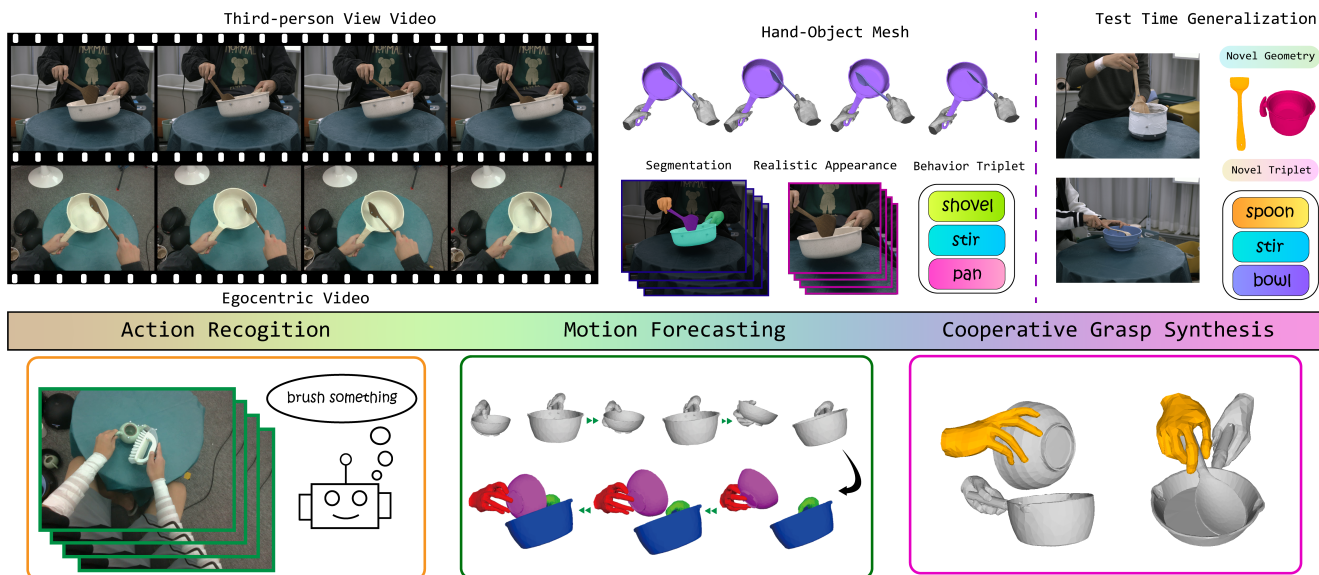 Third-person View Video
Hand-Object Mesh
Test Time Generalization
Novel Geometry
Segmentation
Realistic Appearance
Behavior Triplet
Novel Triplet
shovel
stir
pan
spoon
stir
bowl
Egocentric Video
Action Recogition
Motion Forecasting
Cooperative Grasp Synthesis
brush something